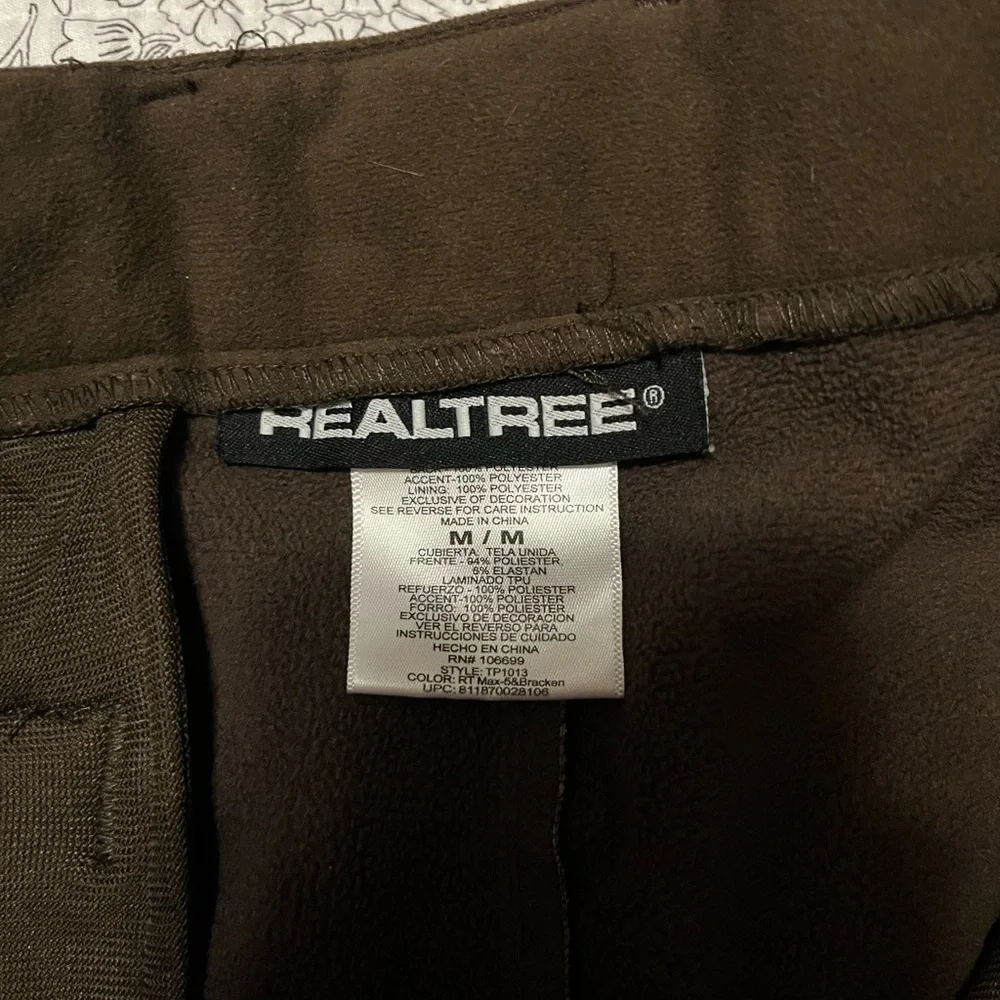 REALTREE®
BACK- 100% POLYESTER
ACCENT-100% POLYESTER
LINING: 100% POLYESTER
EXCLUSIVE OF DECORATION
SEE REVERSE FOR CARE INSTRUCTION
MADE IN CHINA
M / M
CUBIERTA: TELA UNIDA
FRENTE - 94% POLIESTER,
6% ELASTAN
LAMINADO TPU
REFUERZO - 100% POLIESTER
ACCENT-100% POLIESTER
FORRO: 100% POLIESTER
EXCLUSIVO DE DECORACION
VER EL REVERSO PARA
INSTRUCCIONES DE CUIDADO
HECHO EN CHINA
RN# 106699
STYLE: TP1013
COLOR: RT Max-5&Bracken
UPC: 811870028106